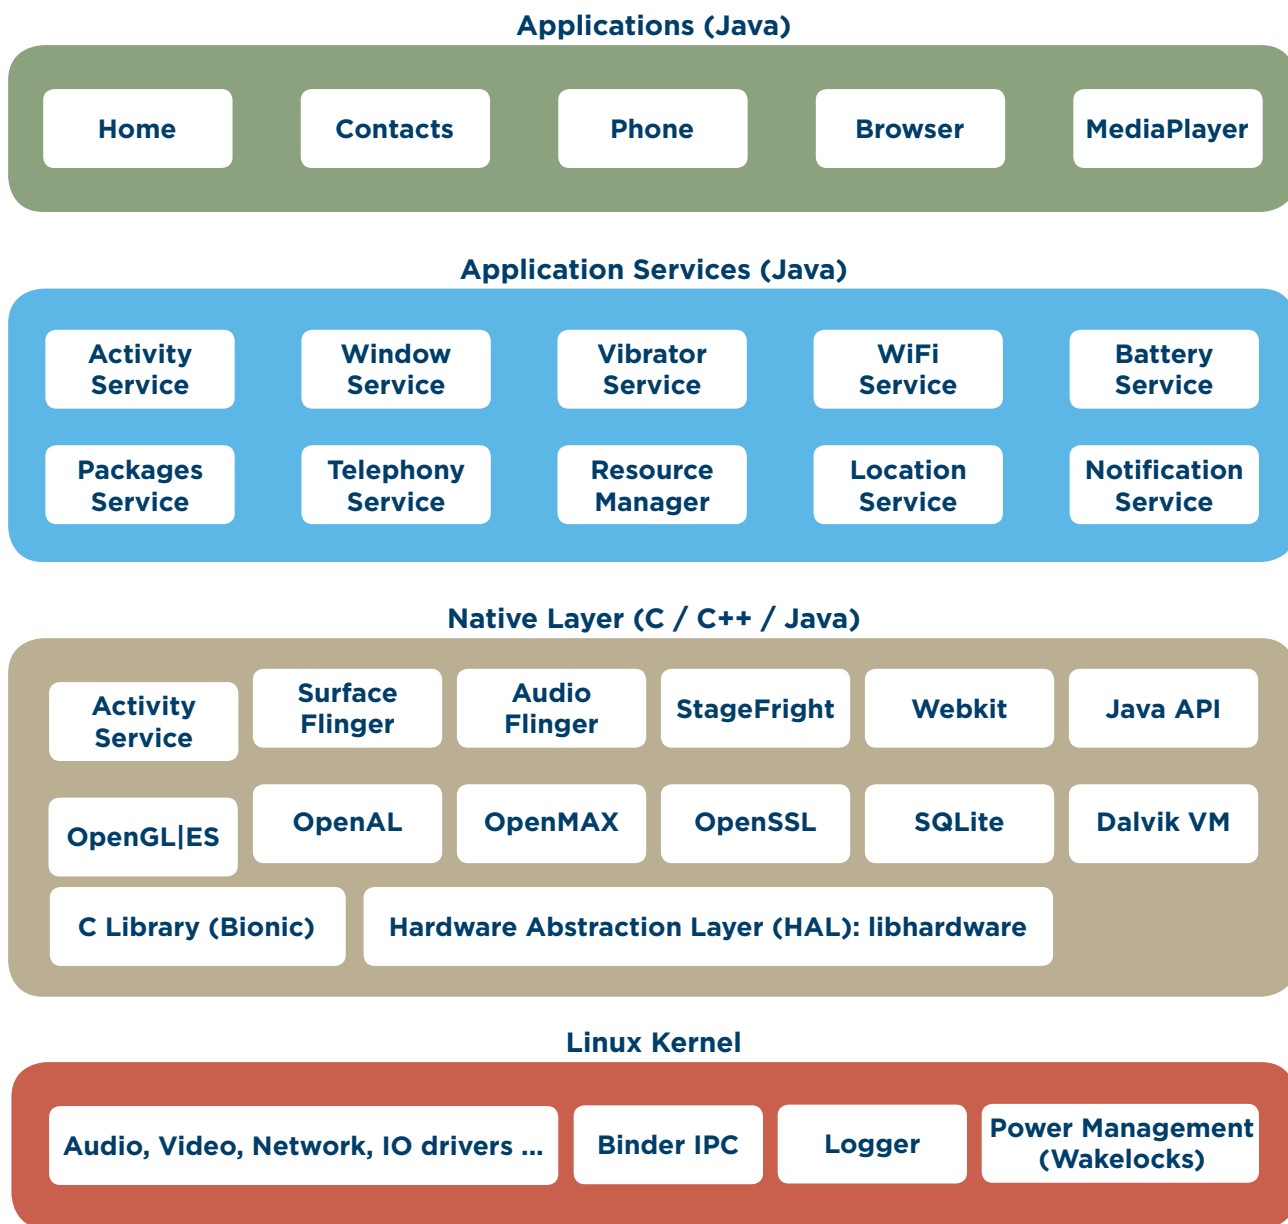 Applications (Java)
Home
Contacts
Phone
Browser
MediaPlayer
Application Services (Java)
Activity
Service
Window
Service
Vibrator
Service
WiFi
Service
Battery
Service
Packages
Service
Telephony
Service
Resource
Manager
Location
Service
Notification
Service
Native Layer (C / C++ / Java)
Activity
Service
Surface
Flinger
Audio
Flinger
StageFright
Webkit
Java API
OpenGL|ES
OpenAL
OpenMAX
OpenSSL
SQLite
Dalvik VM
C Library (Bionic)
Hardware Abstraction Layer (HAL): libhardware
Linux Kernel
Audio, Video, Network, IO drivers ...
Binder IPC
Logger
Power Management
(Wakelocks)